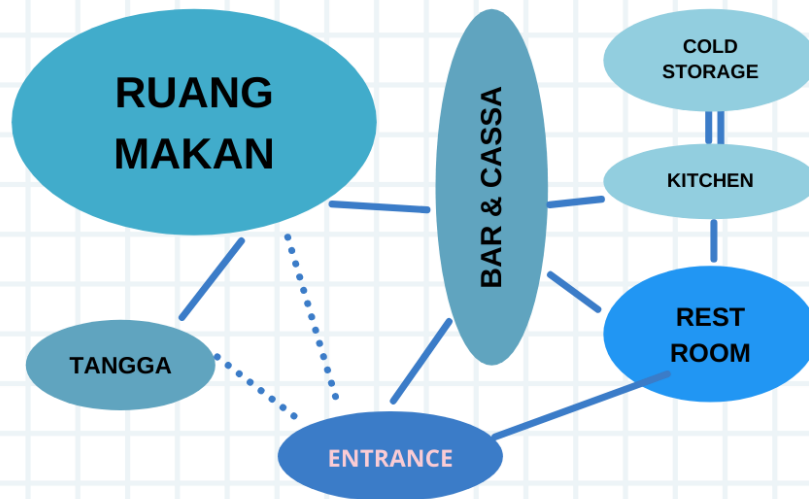 RUANG
MAKAN
BAR & CASSA
COLD
STORAGE
KITCHEN
REST
ROOM
TANGGA
ENTRANCE